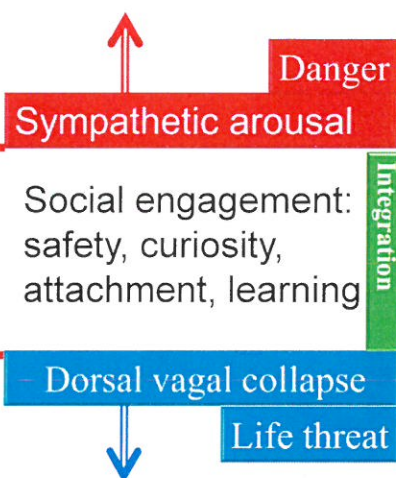 Danger
Sympathetic arousal
Social engagement:
safety, curiosity,
attachment, learning
Integration
Dorsal vagal collapse
Life threat